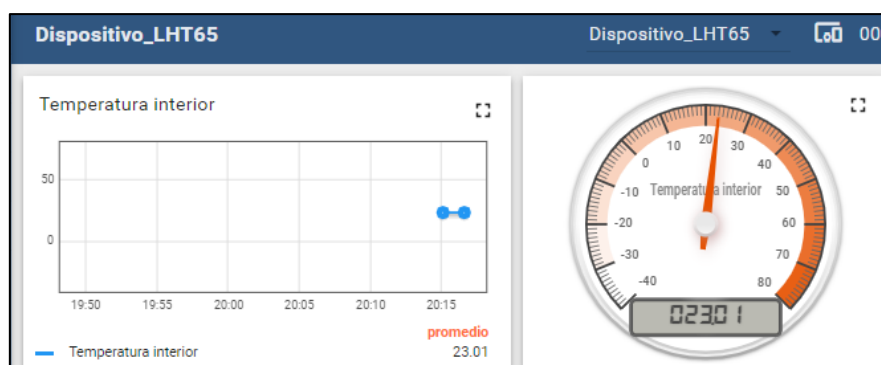 Dispositivo_LHT65
Dispositivo_LHT65
00
Temperatura interior
50
0
19:50 19:55 20:00 20:05 20:10 20:15
promedio
Temperatura interior 23.01
-40
-30
-20
-10
0
10
20
30
40
50
60
70
80
Temperatura interior
023.01